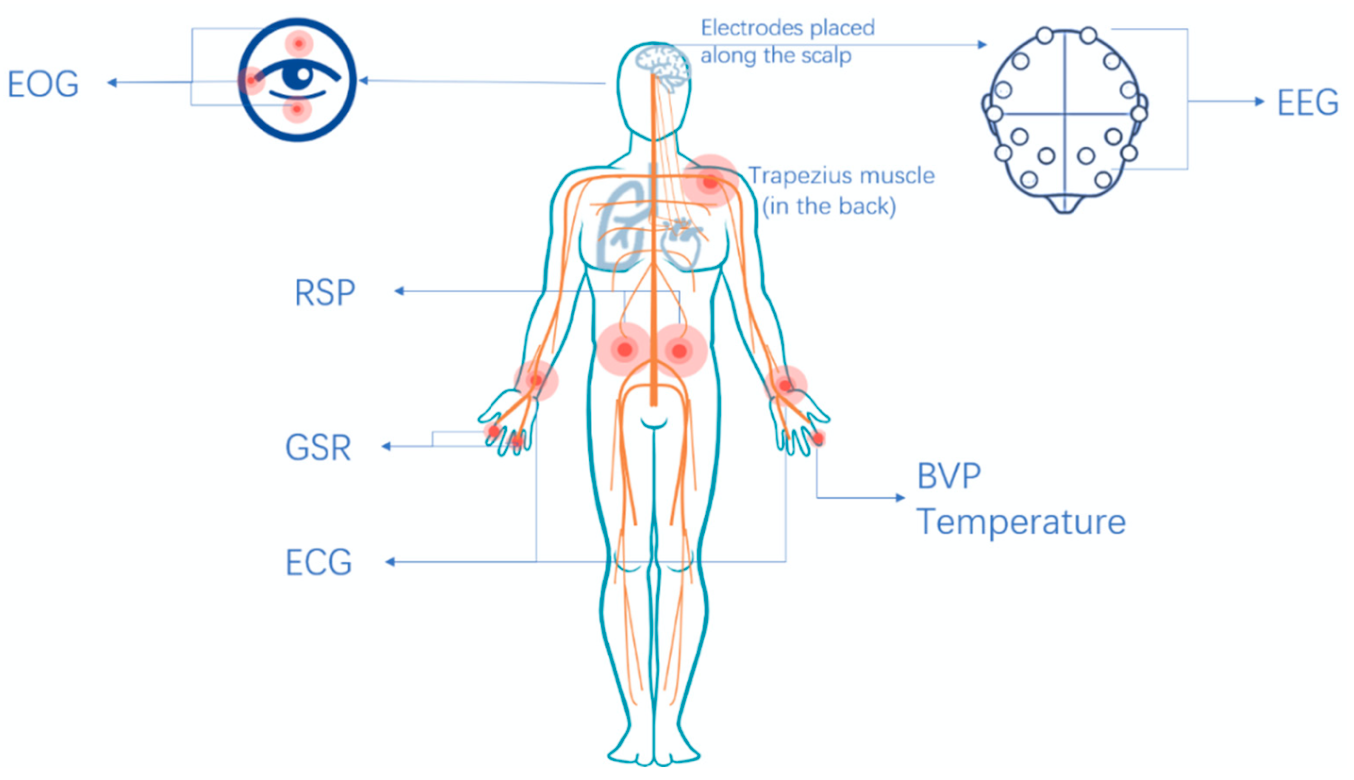 Electrodes placed
along the scalp
EOG
EEG
Trapezius muscle
(in the back)
RSP
GSR
BVP
Temperature
ECG